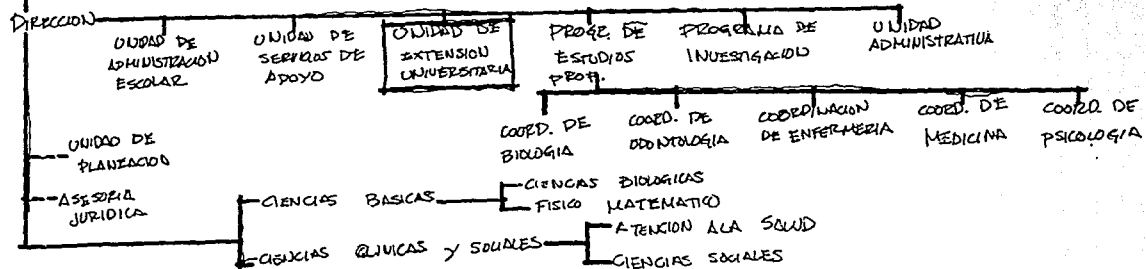 DIRECCION
UNIDAD DE
ADMINISTRACION
ESCOLAR
UNIDAD DE
SERVICIOS DE
APOYO
UNIDAD DE
EXTENSION
UNIVERSITARIA
PROGR. DE
ESTUDIOS
PROF.
PROGRAMA DE
INVESTIGACION
UNIDAD
ADMINISTRATIVA
COORD. DE
BIOLOGIA
COORD. DE
ODONTOLOGIA
COORDINACION
DE ENFERMERIA
COORD. DE
MEDICINA
COORD. DE
PSICOLOGIA
UNIDAD DE
PLANEACION
ASESORIA
JURIDICA
CIENCIAS BASICAS
CIENCAS BIOLOGICAS
FISICO MATEMATICO
CIENCIAS QUIMICAS Y SOCIALES
ATENCION A LA SALUD
CIENCIAS SOCIALES